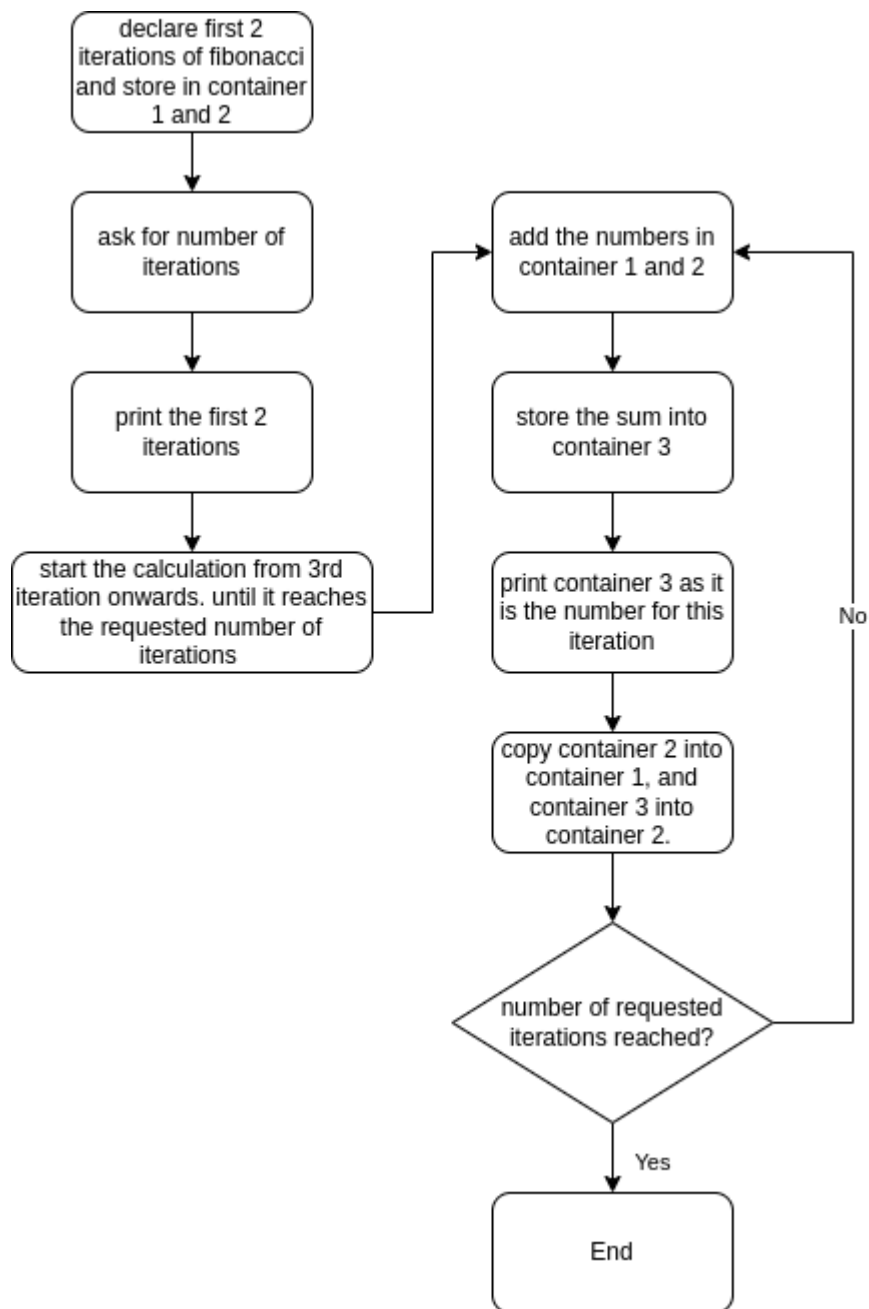 declare first 2
iterations of fibonacci
and store in container
1 and 2
ask for number of
iterations
print the first 2
iterations
start the calculation from 3rd
iteration onwards. until it reaches
the requested number of
iterations
add the numbers in
container 1 and 2
store the sum into
container 3
print container 3 as it
is the number for this
iteration
copy container 2 into
container 1, and
container 3 into
container 2.
number of requested
iterations reached?
No
Yes
End